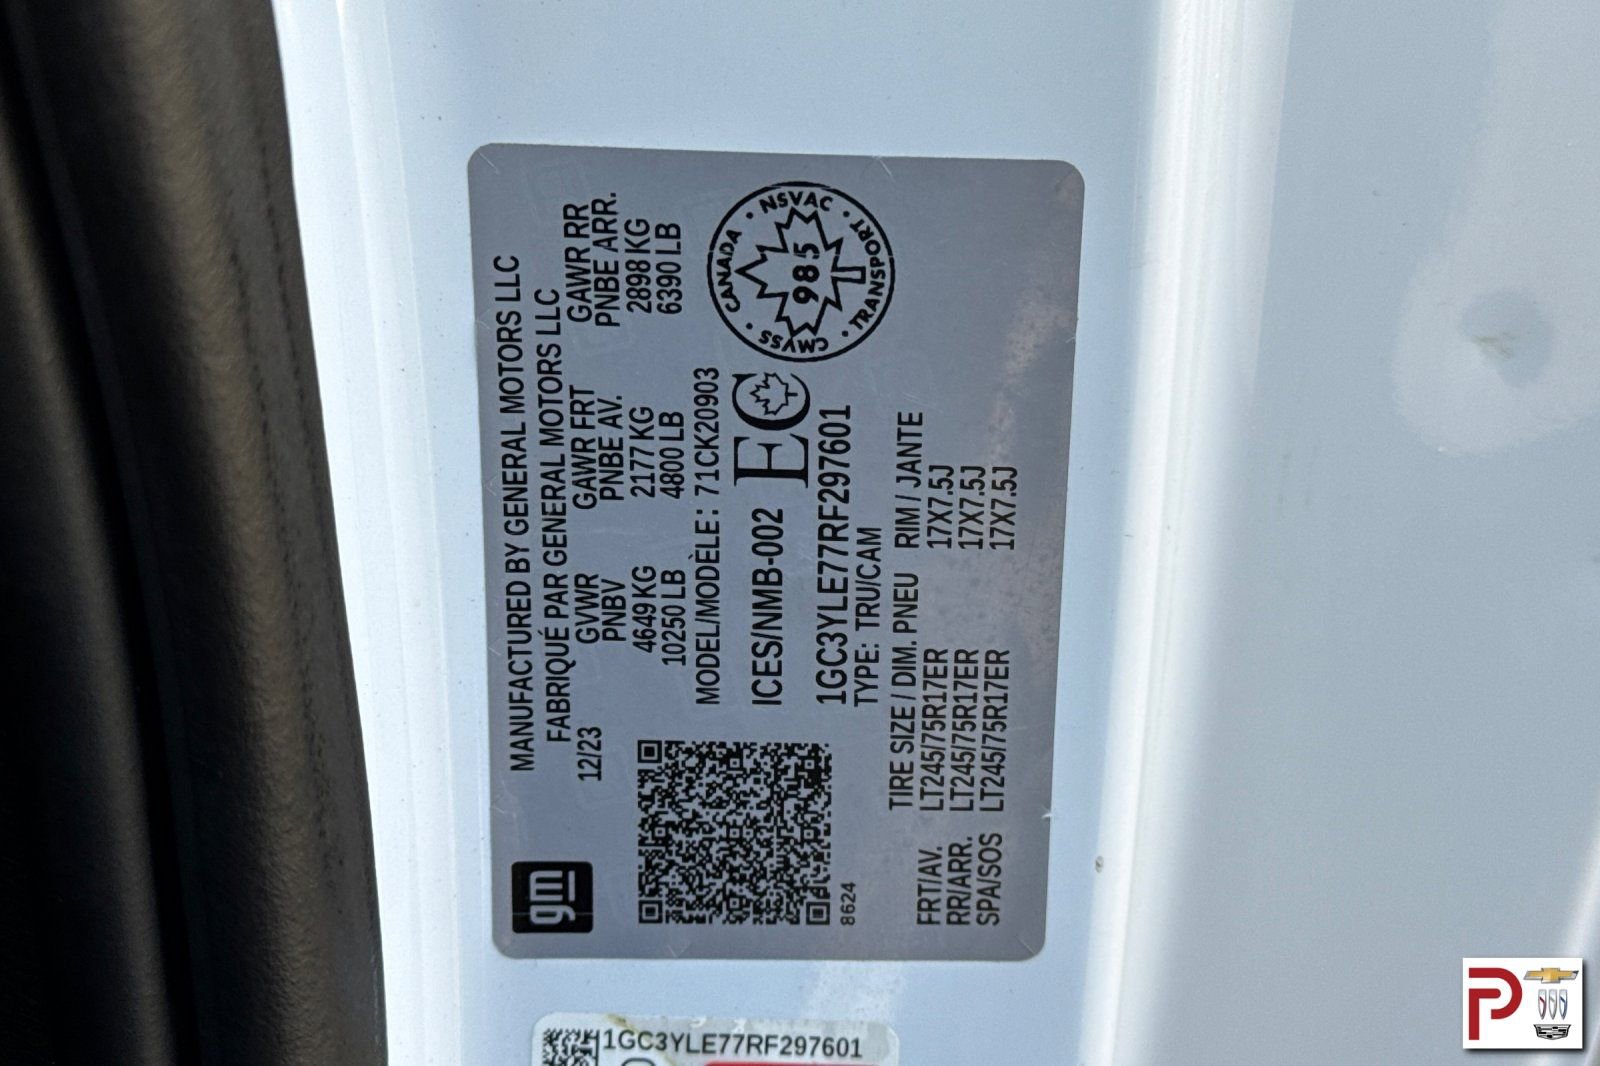 gm
MANUFACTURED BY GENERAL MOTORS LLC
FABRIQUÉ PAR GENERAL MOTORS LLC
12/23
GVWR GAWR FRT GAWR RR
PNBV PNBE AV. PNBE ARR.
4649 KG 2177 KG 2898 KG
10250 LB 4800 LB 6390 LB
MODEL/MODÈLE: 71CK20903
ICES/NMB-002 EC
CANADA · NSVAC · TRANSPORT · CMVSS ·
985
1GC3YLE77RF297601
TYPE: TRU/CAM
8624
TIRE SIZE / DIM. PNEU RIM / JANTE
FRT/AV. LT245/75R17ER 17X7.5J
RR/ARR. LT245/75R17ER 17X7.5J
SPA/SOS LT245/75R17ER 17X7.5J
1GC3YLE77RF297601
P